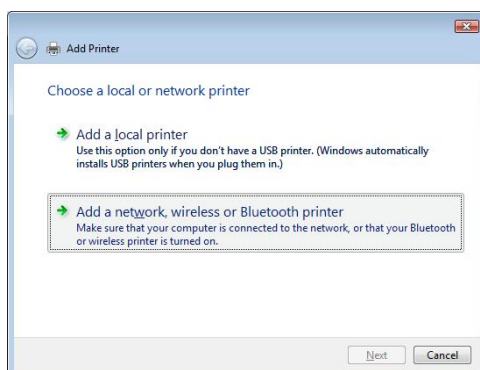 Add Printer
Choose a local or network printer
Add a local printer
Use this option only if you don't have a USB printer. (Windows automatically
installs USB printers when you plug them in.)
Add a network, wireless or Bluetooth printer
Make sure that your computer is connected to the network, or that your Bluetooth
or wireless printer is turned on.
Next Cancel